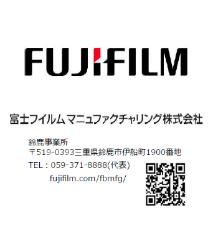 FUJIFILM
富士フイルム マニュファクチャリング株式会社
鈴鹿事業所
〒519-0393三重県鈴鹿市伊船町1900番地
TEL：059-371-8888(代表)
fujifilm.com/fbmfg/